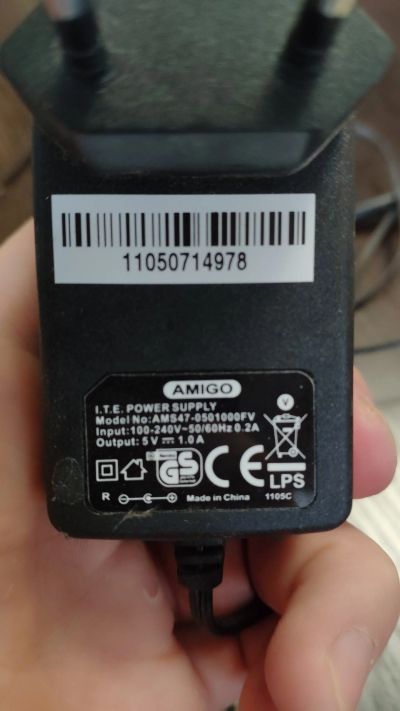 11050714978
AMIGO
I.T.E. POWER SUPPLY
Model No:AMS47-0501000FV
Input:100-240V~50/60Hz 0.2A
Output: 5V ⎓ 1.0A
V
GS CE LPS
R Made in China 1105C